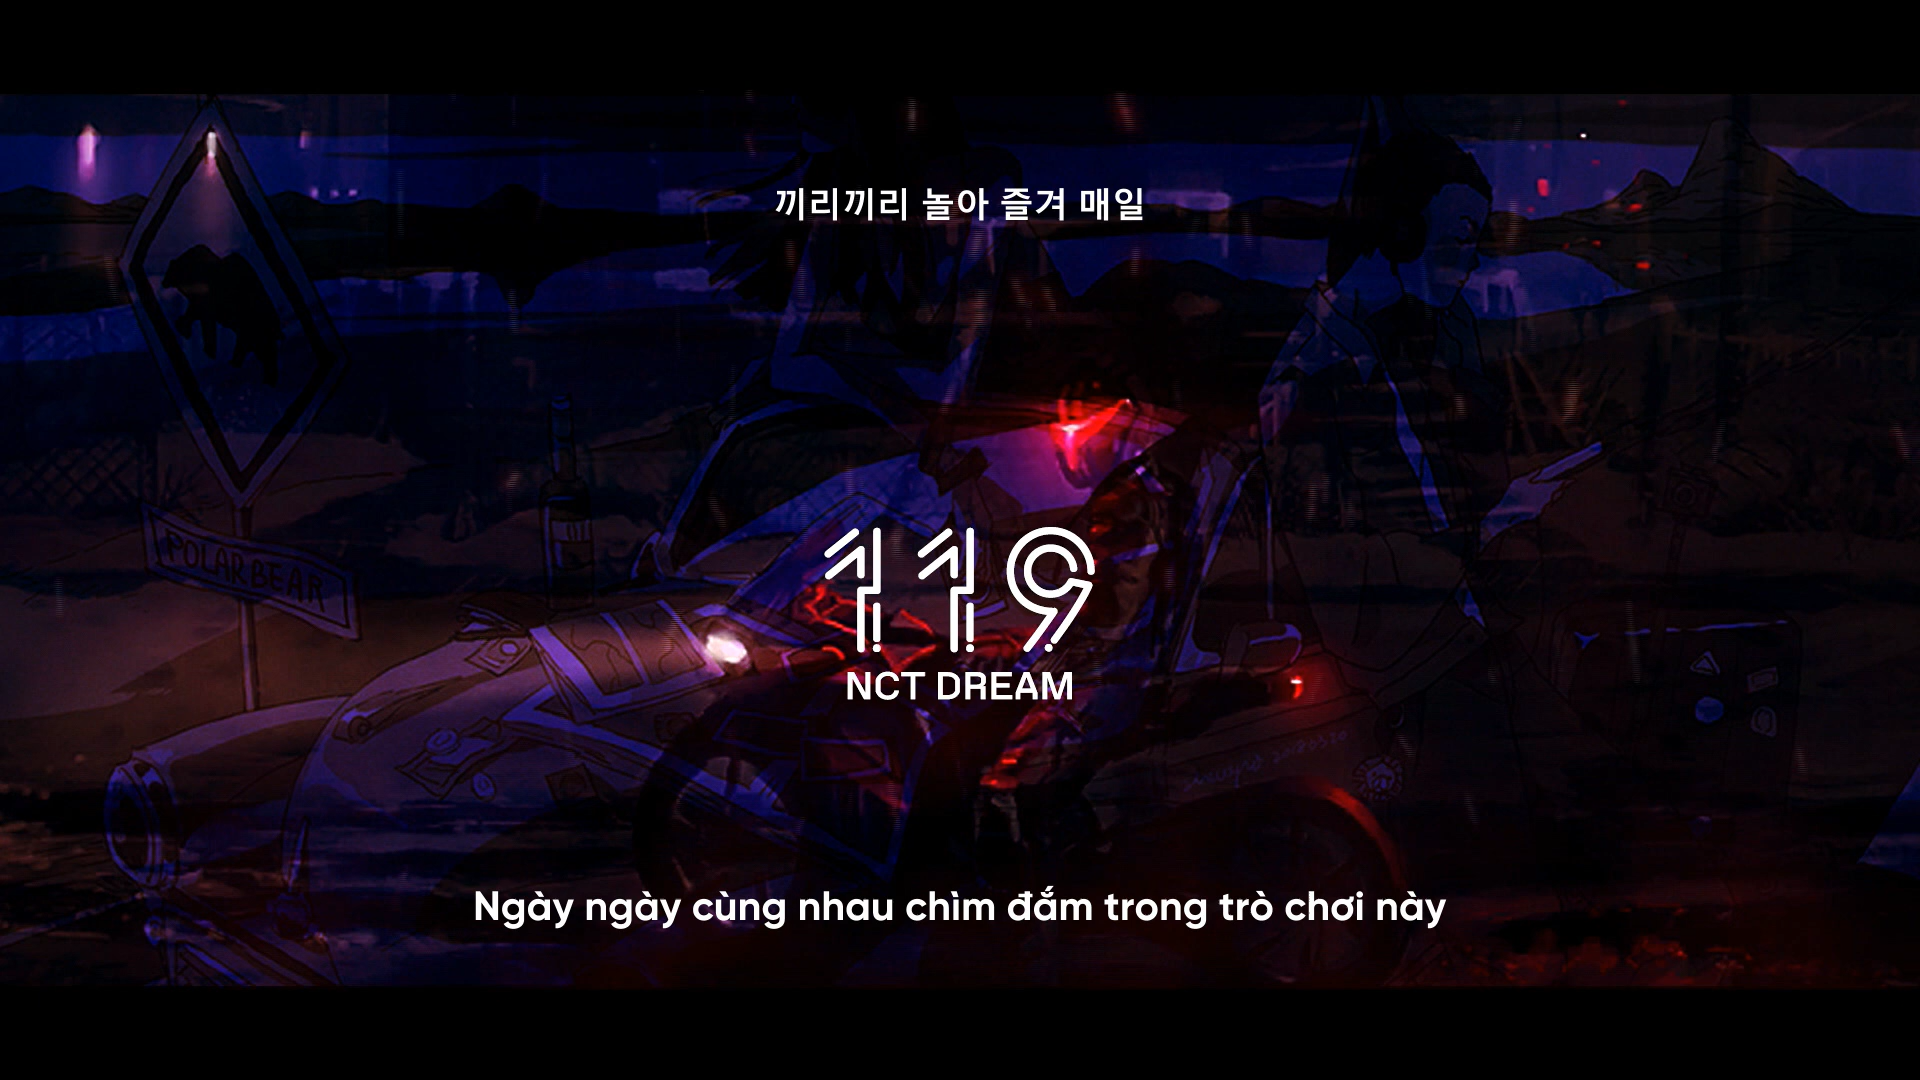 끼리끼리 놀아 즐겨 매일
POLAR BEAR
119
NCT DREAM
Ngày ngày cùng nhau chìm đắm trong trò chơi này